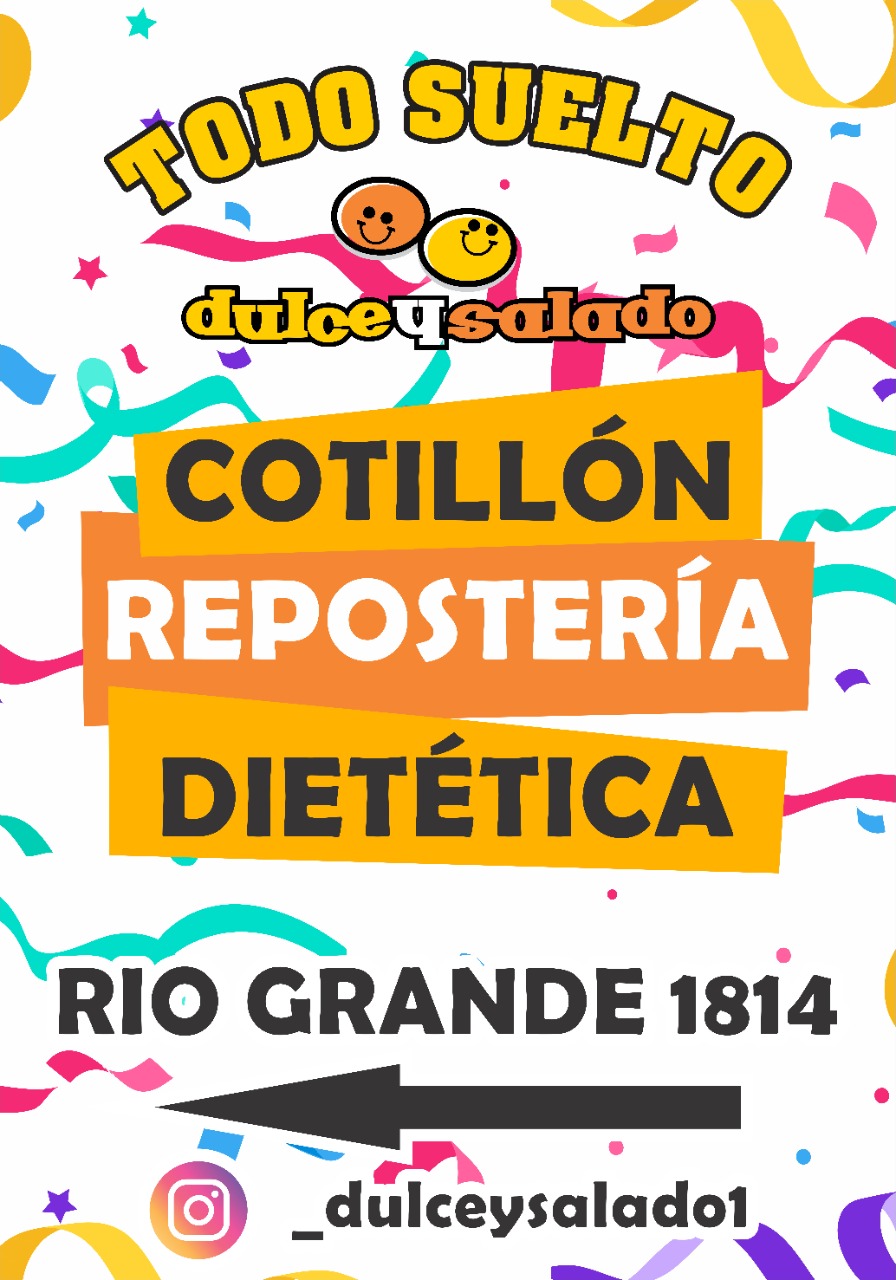 TODO SUELTO
dulceysalado
COTILLÓN
REPOSTERÍA
DIETÉTICA
RIO GRANDE 1814
_dulceysalado1